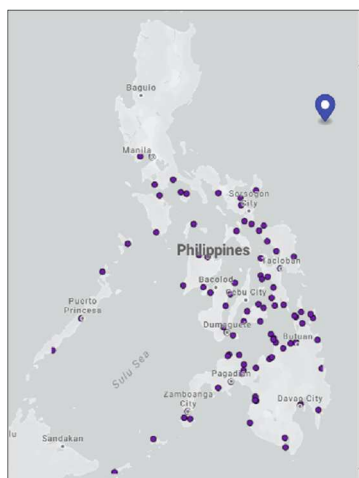 Baguio
Manila
Sorsogon
City
Philippines
Tacloban
Bacolod
Cebu City
Puerto
Princesa
Dumaguete
Butuan
Sulu Sea
Pagadian
Zamboanga
City
Davao City
lu
Sandakan